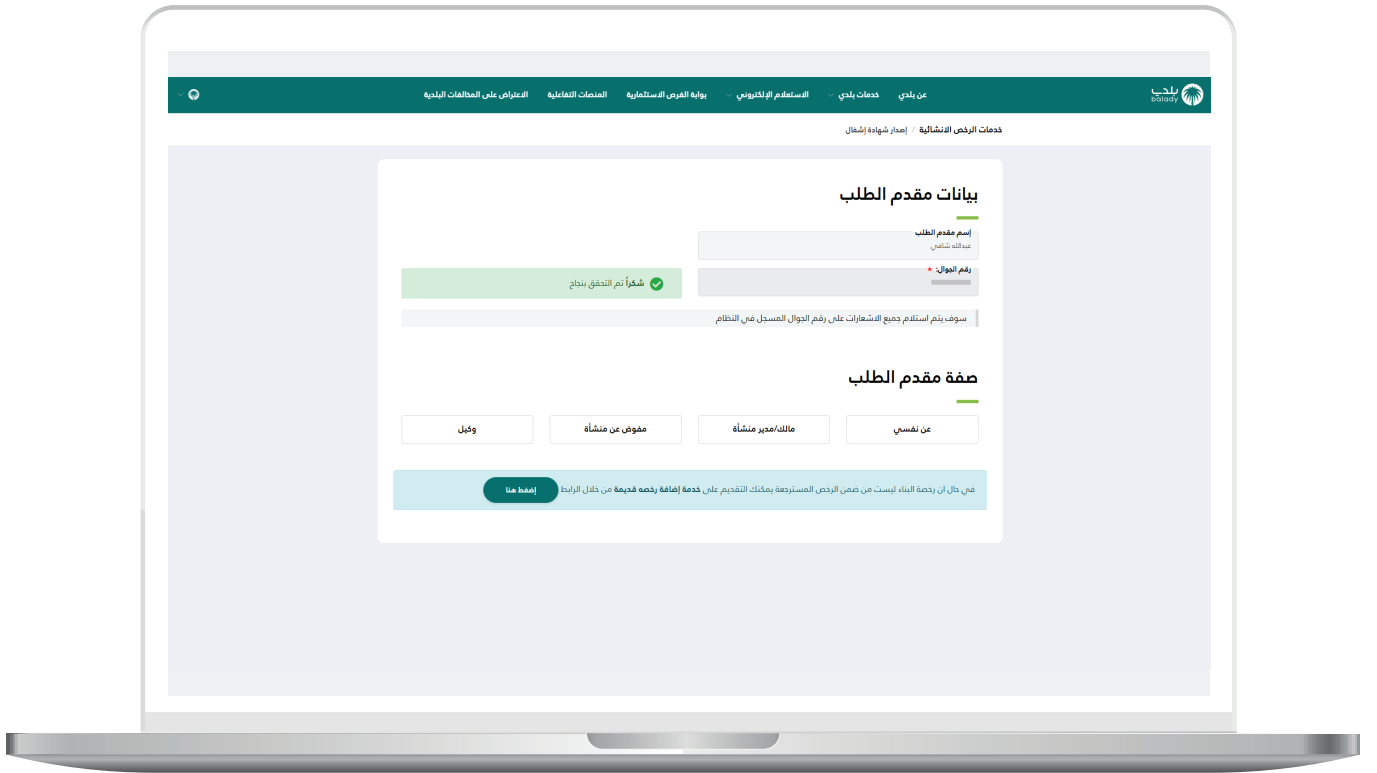 بلدي
balady
عن بلدي
خدمات بلدي
الاستعلام الإلكتروني
بوابة الفرص الاستثمارية
المنصات التفاعلية
الاعتراض على المخالفات البلدية
خدمات الرخص الانشائية / إصدار شهادة إشغال
بيانات مقدم الطلب
إسم مقدم الطلب
عبدالله شافي
رقم الجوال: *
شكراً تم التحقق بنجاح
سوف يتم استلام جميع الاشعارات على رقم الجوال المسجل في النظام
صفة مقدم الطلب
عن نفسي
مالك/مدير منشأة
مفوض عن منشأة
وكيل
في حال ان رخصة البناء ليست من ضمن الرخص المسترجعة يمكنك التقديم على خدمة إضافة رخصه قديمة من خلال الرابط إضغط هنا